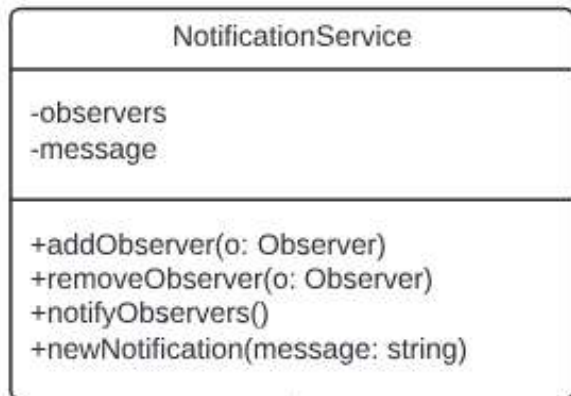 NotificationService
-observers
-message
+addObserver(o: Observer)
+removeObserver(o: Observer)
+notifyObservers()
+newNotification(message: string)